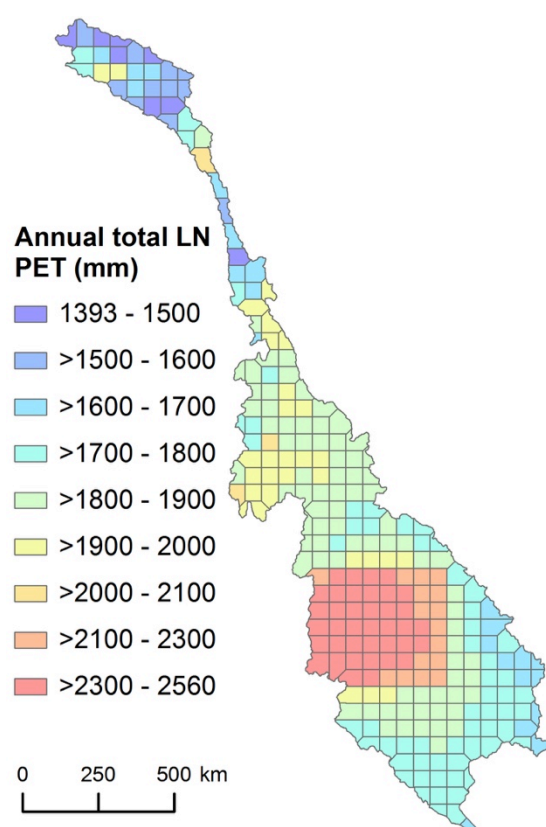 Annual total LN
PET (mm)
1393 - 1500
>1500 - 1600
>1600 - 1700
>1700 - 1800
>1800 - 1900
>1900 - 2000
>2000 - 2100
>2100 - 2300
>2300 - 2560
0 250 500 km